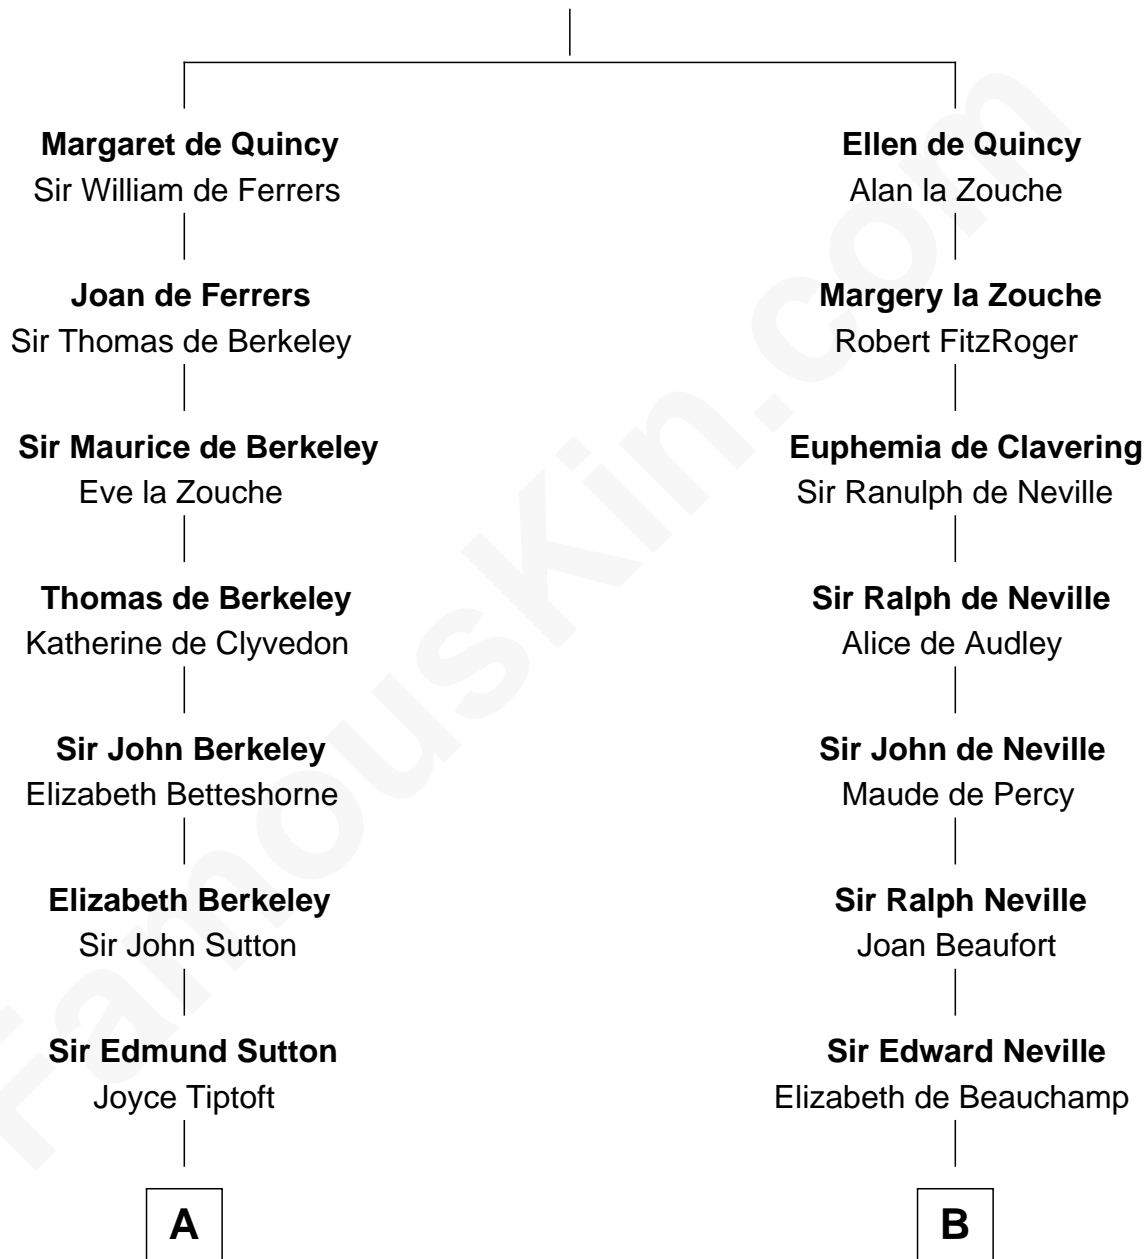 Margaret de Quincy
Sir William de Ferrers
Joan de Ferrers
Sir Thomas de Berkeley
Sir Maurice de Berkeley
Eve la Zouche
Thomas de Berkeley
Katherine de Clyvedon
Sir John Berkeley
Elizabeth Betteshorne
Elizabeth Berkeley
Sir John Sutton
Sir Edmund Sutton
Joyce Tiptoft
A
Ellen de Quincy
Alan la Zouche
Margery la Zouche
Robert FitzRoger
Euphemia de Clavering
Sir Ranulph de Neville
Sir Ralph de Neville
Alice de Audley
Sir John de Neville
Maude de Percy
Sir Ralph Neville
Joan Beaufort
Sir Edward Neville
Elizabeth de Beauchamp
B
FamousKin.com